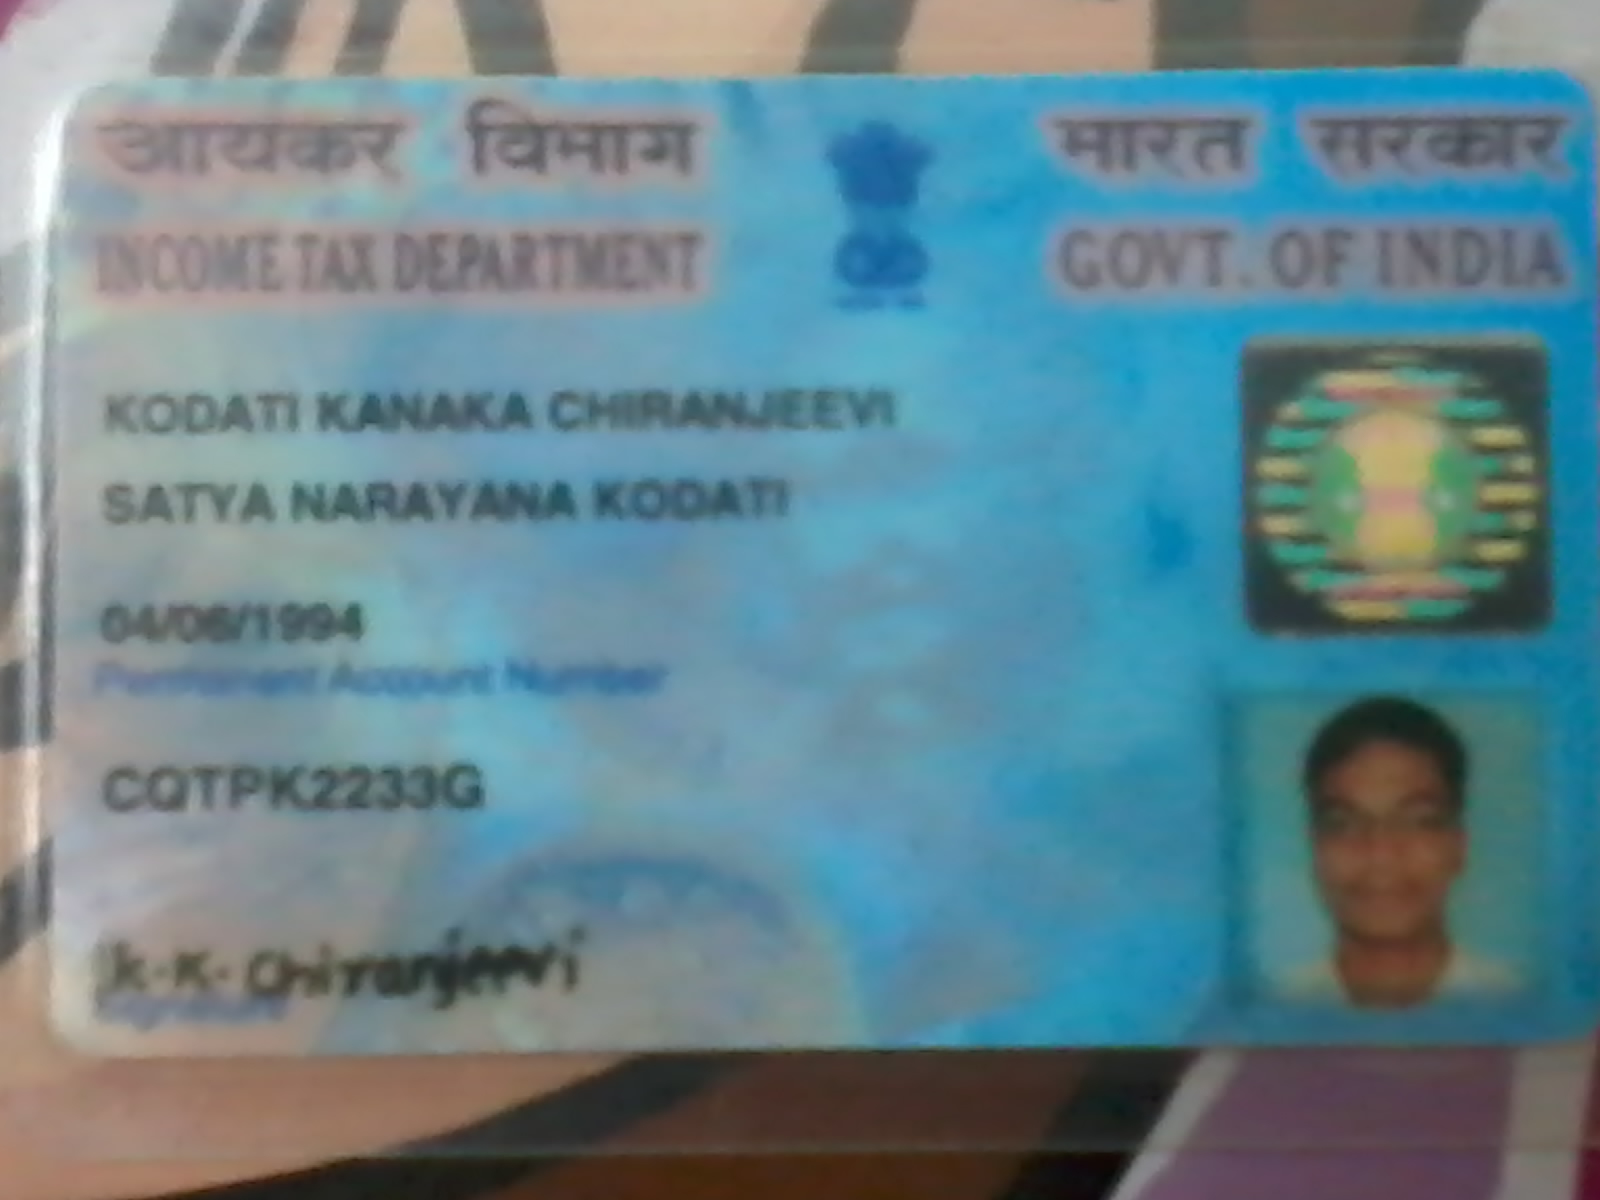 आयकर विभाग
भारत सरकार
INCOME TAX DEPARTMENT
GOVT. OF INDIA
KODATI KANAKA CHIRANJEEVI
SATYA NARAYANA KODATI
04/06/1994
Permanent Account Number
CQTPK2233G
K.K. Chiranjeevi
Signature